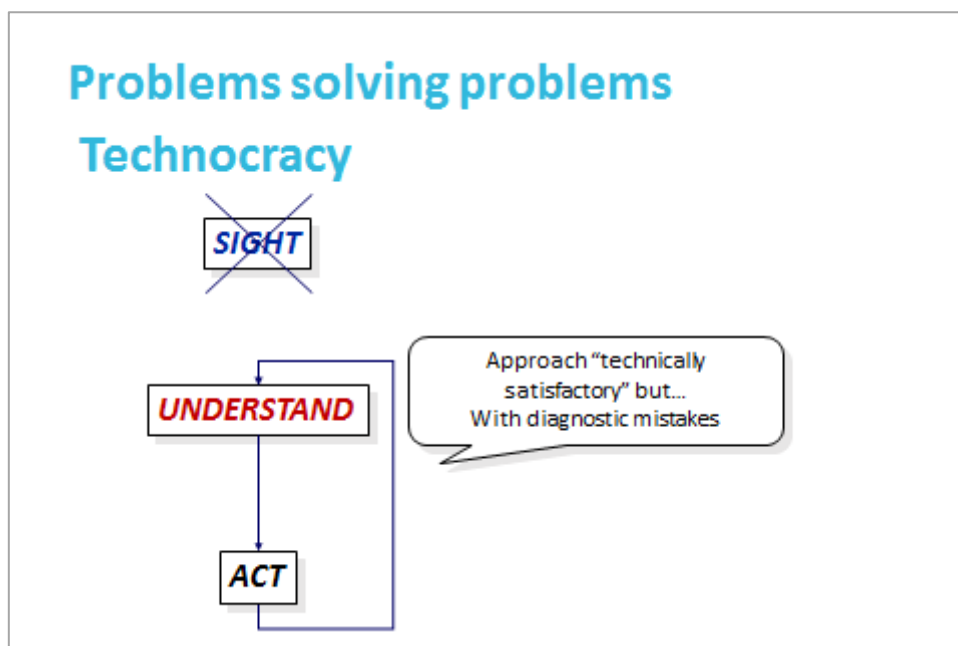 Problems solving problems
Technocracy
SIGHT
UNDERSTAND
Approach “technically
satisfactory” but...
With diagnostic mistakes
ACT